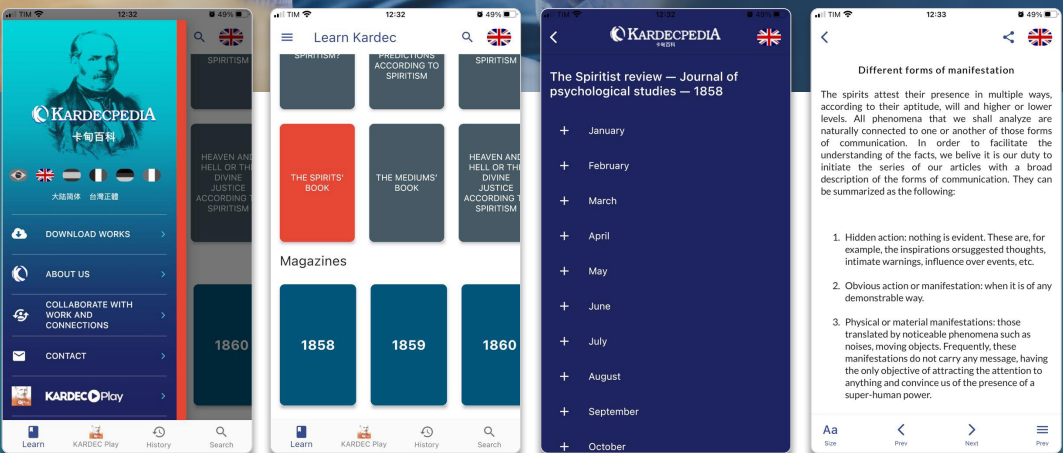 TIM 12:32 49%
SPIRITISM
KARDECPEDIA
卡甸百科
大陆简体 台灣正體
HEAVEN AND
HELL OR THE
DIVINE
JUSTICE
ACCORDING T
SPIRITISM
DOWNLOAD WORKS
ABOUT US
COLLABORATE WITH
WORK AND
CONNECTIONS
1860
CONTACT
KARDEC Play
Learn KARDEC Play History Search
TIM 12:32 49%
Learn Kardec
SPIRITISM?
PREDICTIONS
ACCORDING TO
SPIRITISM
SPIRITISM
THE SPIRITS'
BOOK
THE MEDIUMS'
BOOK
HEAVEN AND
HELL OR THE
DIVINE
JUSTICE
ACCORDING T
SPIRITISM
Magazines
1858 1859 1860
Learn KARDEC Play History Search
TIM 12:32 49%
KARDECPEDIA
卡甸百科
The Spiritist review — Journal of
psychological studies — 1858
+ January
+ February
+ March
+ April
+ May
+ June
+ July
+ August
+ September
+ October
TIM 12:33 49%
Different forms of manifestation
The spirits attest their presence in multiple ways,
according to their aptitude, will and higher or lower
levels. All phenomena that we shall analyze are
naturally connected to one or another of those forms
of communication. In order to facilitate the
understanding of the facts, we belive it is our duty to
initiate the series of our articles with a broad
description of the forms of communication. They can
be summarized as the following:
1. Hidden action: nothing is evident. These are, for
example, the inspirations orsuggested thoughts,
intimate warnings, influence over events, etc.
2. Obvious action or manifestation: when it is of any
demonstrable way.
3. Physical or material manifestations: those
translated by noticeable phenomena such as
noises, moving objects. Frequently, these
manifestations do not carry any message, having
the only objective of attracting the attention to
anything and convince us of the presence of a
super-human power.
Aa
Size Prev Next Prev